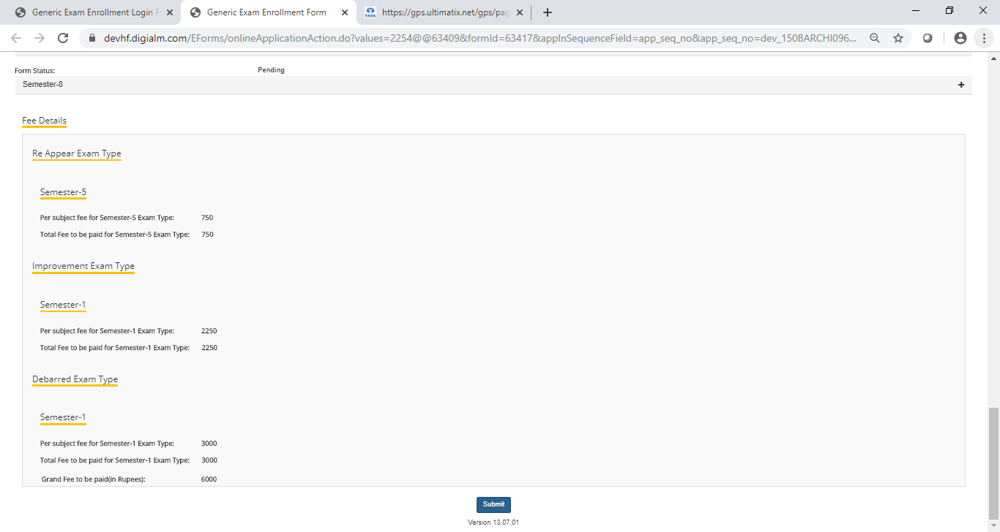 Generic Exam Enrollment Login F
Generic Exam Enrollment Form
https://gps.ultimatix.net/gps/pag
TATA
devhf.digialm.com/EForms/onlineApplicationAction.do?values=2254@@63409&formId=63417&appInSequenceField=app_seq_no&app_seq_no=dev_150BARCHI096...
Form Status: Pending
Semester-8
Fee Details
Re Appear Exam Type
Semester-5
Per subject fee for Semester-5 Exam Type: 750
Total Fee to be paid for Semester-5 Exam Type: 750
Improvement Exam Type
Semester-1
Per subject fee for Semester-1 Exam Type: 2250
Total Fee to be paid for Semester-1 Exam Type: 2250
Debarred Exam Type
Semester-1
Per subject fee for Semester-1 Exam Type: 3000
Total Fee to be paid for Semester-1 Exam Type: 3000
Grand Fee to be paid(in Rupees): 6000
Submit
Version 13.07.01